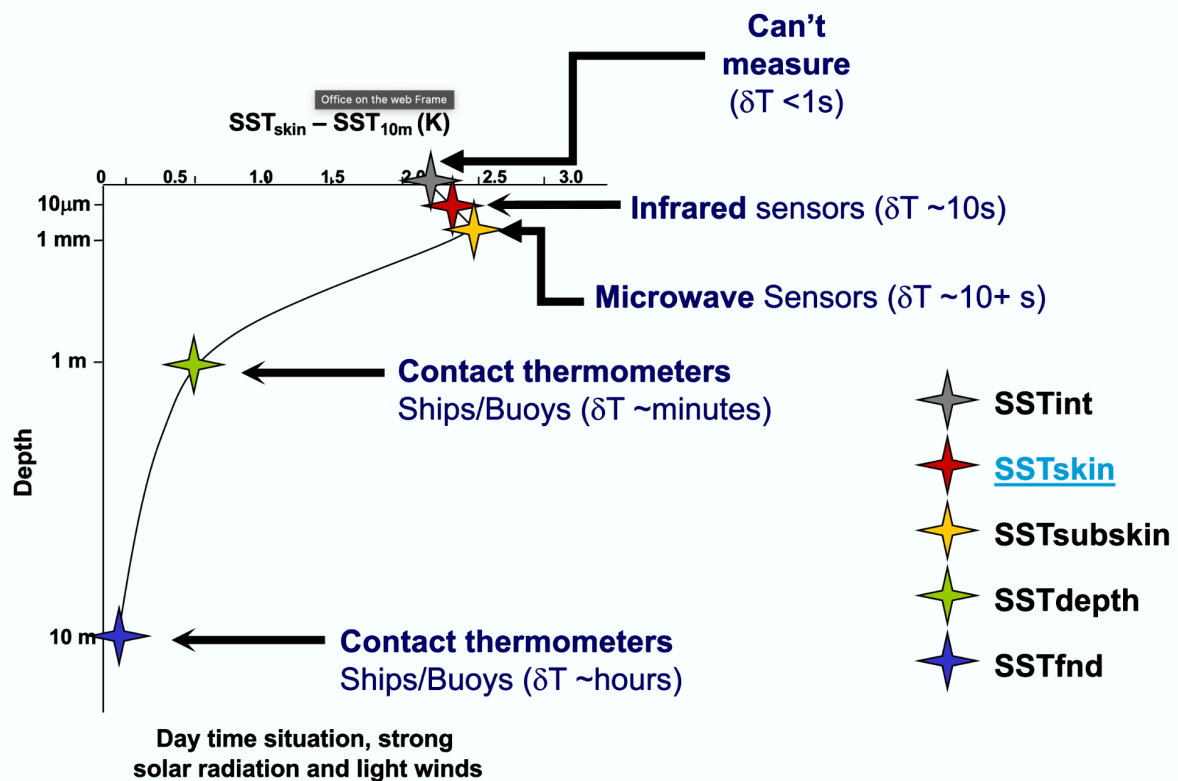 Can't
measure
(δT <1s)
Office on the web Frame
SSTskin – SST10m (K)
0 0.5 1.0 1.5 2.0 2.5 3.0
10μm
1 mm
1 m
10 m
Depth
Infrared sensors (δT ~10s)
Microwave Sensors (δT ~10+ s)
Contact thermometers
Ships/Buoys (δT ~minutes)
Contact thermometers
Ships/Buoys (δT ~hours)
SSTint
SSTskin
SSTsubskin
SSTdepth
SSTfnd
Day time situation, strong
solar radiation and light winds